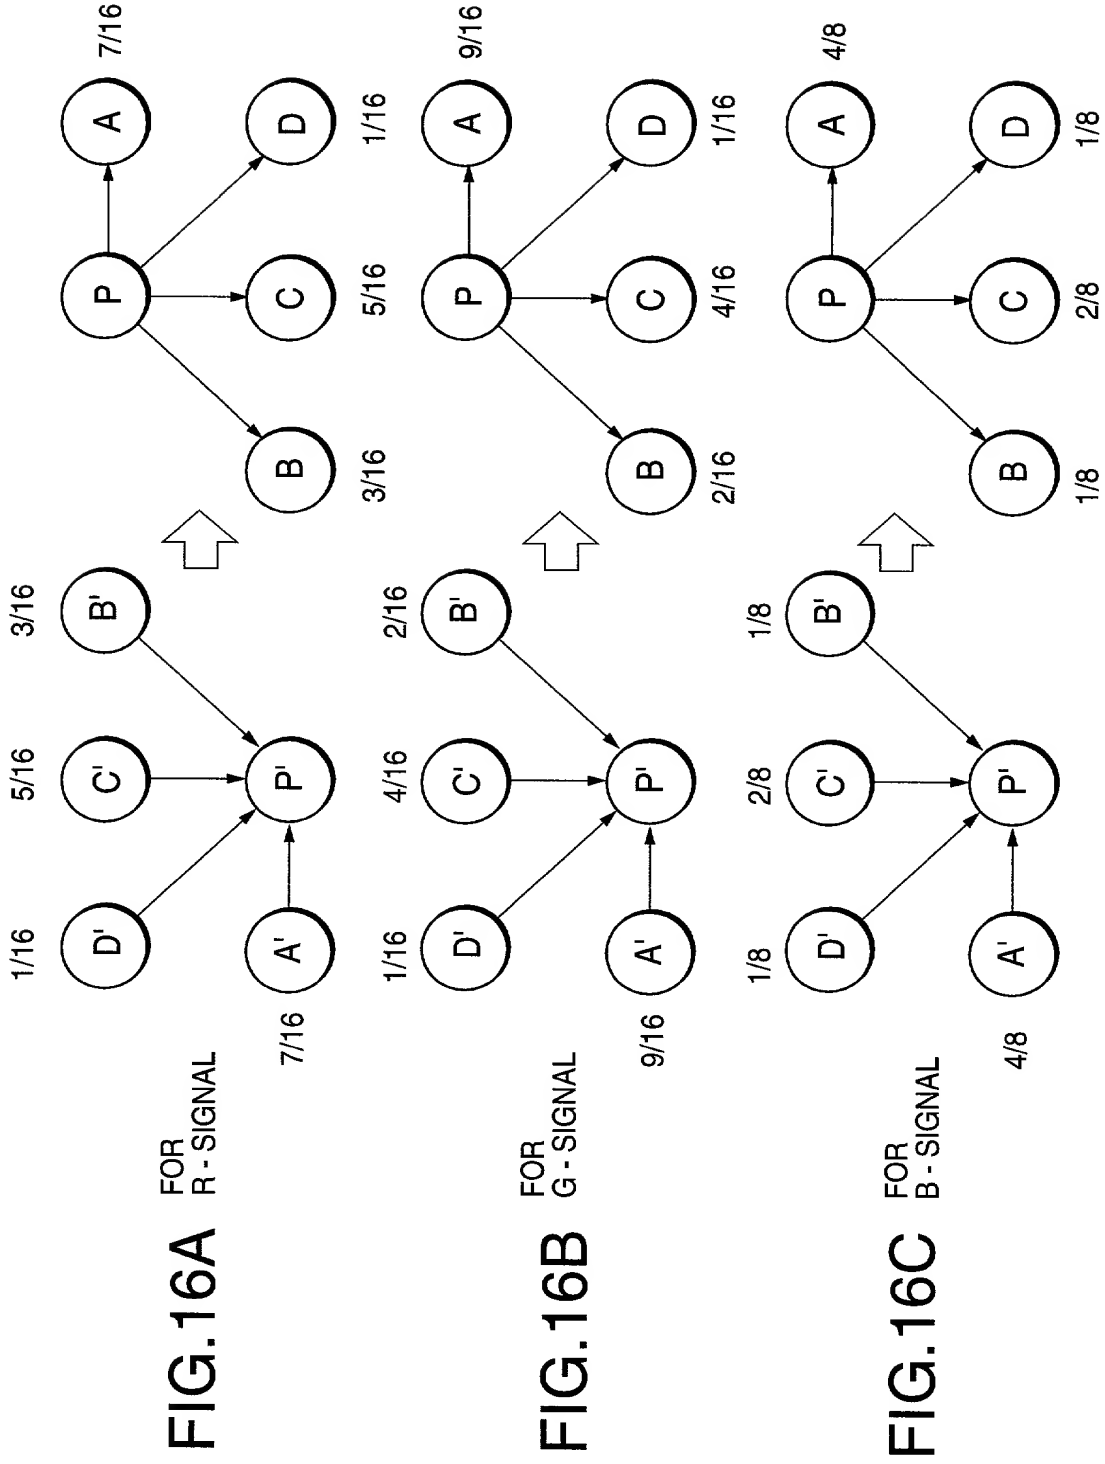 1/16 5/16 3/16
D' C' B' P A 7/16
FIG.16A
FOR
R - SIGNAL
7/16 A' P' B C D
3/16 5/16 1/16
1/16 4/16 2/16
D' C' B' P A 9/16
FIG.16B
FOR
G - SIGNAL
9/16 A' P' B C D
2/16 4/16 1/16
1/8 2/8 1/8
D' C' B' P A 4/8
FIG.16C
FOR
B - SIGNAL
4/8 A' P' B C D
1/8 2/8 1/8